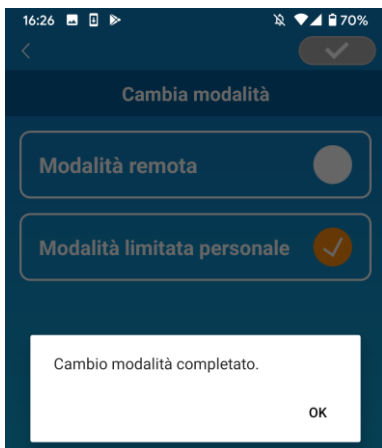 16:26 70%
Cambia modalità
Modalità remota
Modalità limitata personale
Cambio modalità completato.
OK